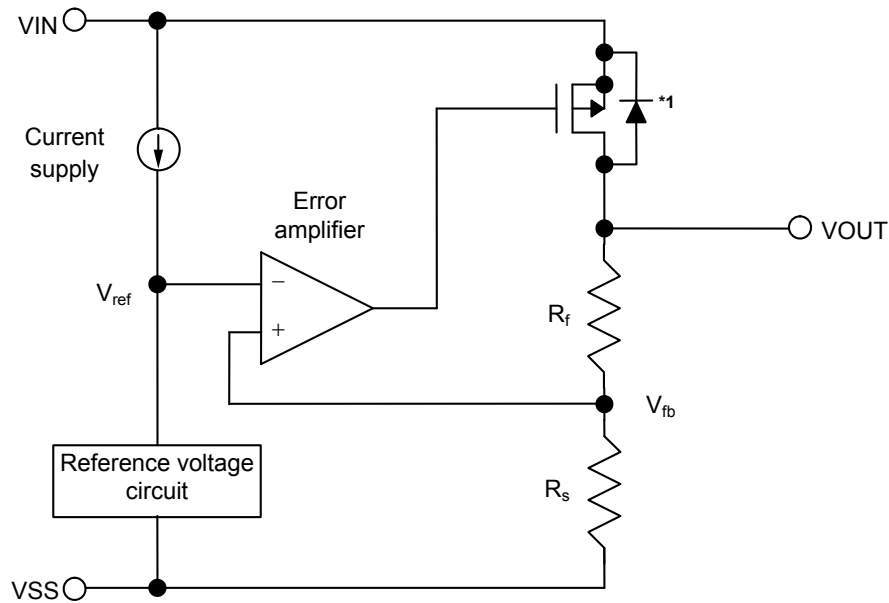 VIN
*1
Current
supply
Error
amplifier
VOUT
Vref
−
+
Rf
Vfb
Reference voltage
circuit
Rs
VSS